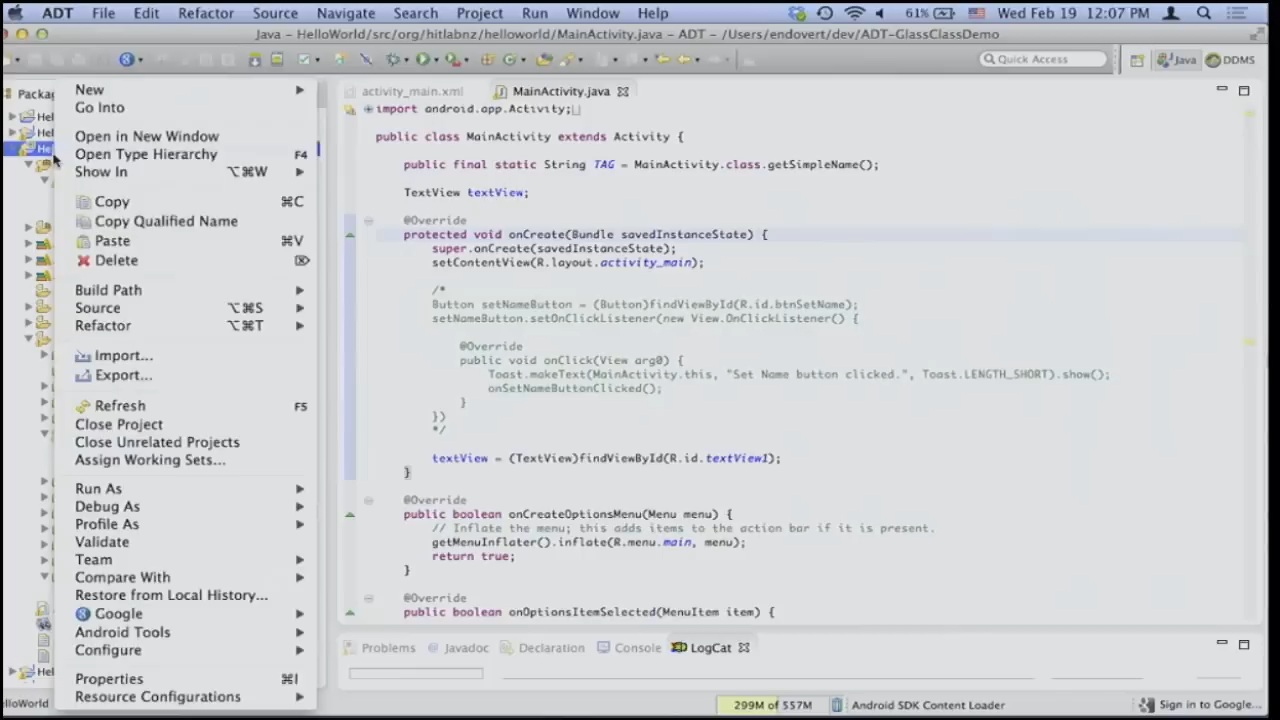 ADT File Edit Refactor Source Navigate Search Project Run Window Help 61% Wed Feb 19 12:07 PM
Java - HelloWorld/src/org/hitlabnz/helloworld/MainActivity.java - ADT - /Users/endovert/dev/ADT-GlassClassDemo
Quick Access Java DDMS
Packag
Hel
Hel
Hel
Hel
elloWorld
New
Go Into
Open in New Window
Open Type Hierarchy F4
Show In ⌥⌘W
Copy ⌘C
Copy Qualified Name
Paste ⌘V
Delete ⌦
Build Path
Source ⌥⌘S
Refactor ⌥⌘T
Import...
Export...
Refresh F5
Close Project
Close Unrelated Projects
Assign Working Sets...
Run As
Debug As
Profile As
Validate
Team
Compare With
Restore from Local History...
Google
Android Tools
Configure
Properties ⌘I
Resource Configurations
activity_main.xml MainActivity.java
import android.app.Activity;
public class MainActivity extends Activity {
public final static String TAG = MainActivity.class.getSimpleName();
TextView textView;
@Override
protected void onCreate(Bundle savedInstanceState) {
super.onCreate(savedInstanceState);
setContentView(R.layout.activity_main);
/*
Button setNameButton = (Button)findViewById(R.id.btnSetName);
setNameButton.setOnClickListener(new View.OnClickListener() {
@Override
public void onClick(View arg0) {
Toast.makeText(MainActivity.this, "Set Name button clicked.", Toast.LENGTH_SHORT).show();
onSetNameButtonClicked();
}
})
*/
textView = (TextView)findViewById(R.id.textView1);
}
@Override
public boolean onCreateOptionsMenu(Menu menu) {
// Inflate the menu; this adds items to the action bar if it is present.
getMenuInflater().inflate(R.menu.main, menu);
return true;
}
@Override
public boolean onOptionsItemSelected(MenuItem item) {
Problems Javadoc Declaration Console LogCat
299M of 557M Android SDK Content Loader Sign in to Google...